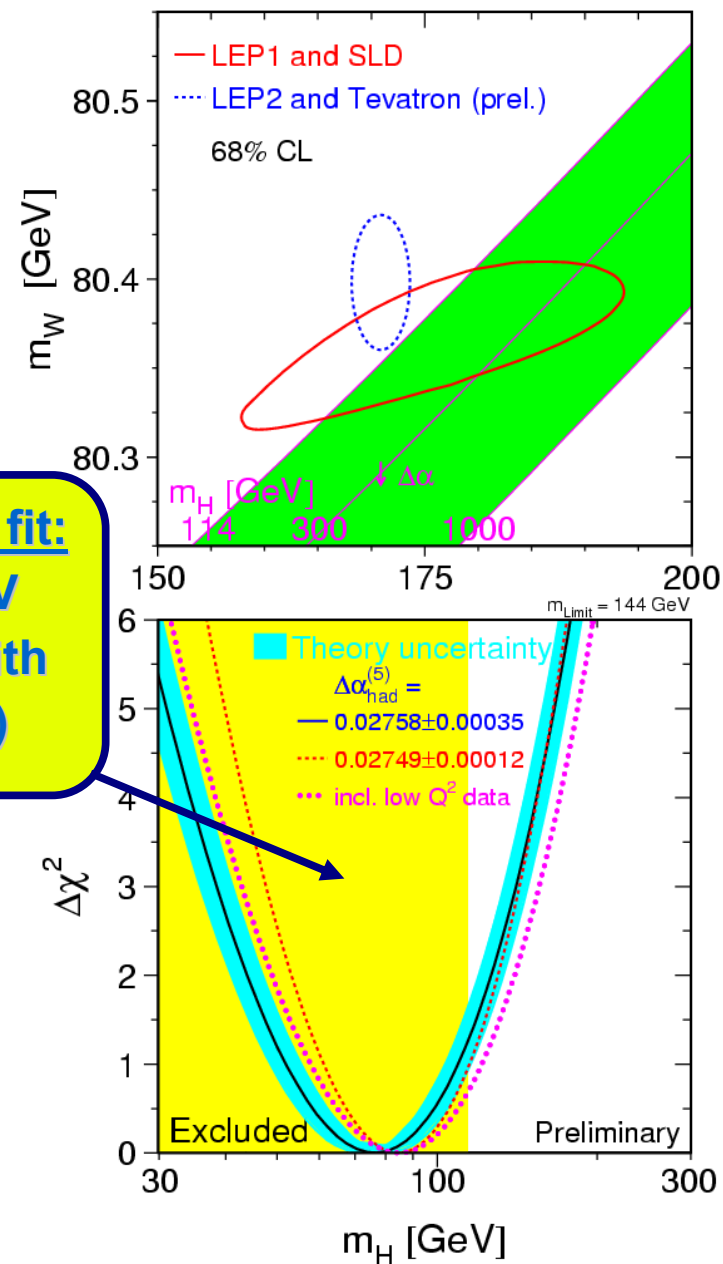 LEP1 and SLD
LEP2 and Tevatron (prel.)
68% CL
80.5
80.4
80.3
m_W [GeV]
m_H [GeV]
114 300 1000
Δα
150 175 200
fit:
V
th
)
m_Limit = 144 GeV
6
5
4
3
2
1
0
Δχ²
Theory uncertainty
Δα_had^(5) =
0.02758±0.00035
0.02749±0.00012
incl. low Q² data
Excluded
Preliminary
30 100 300
m_H [GeV]